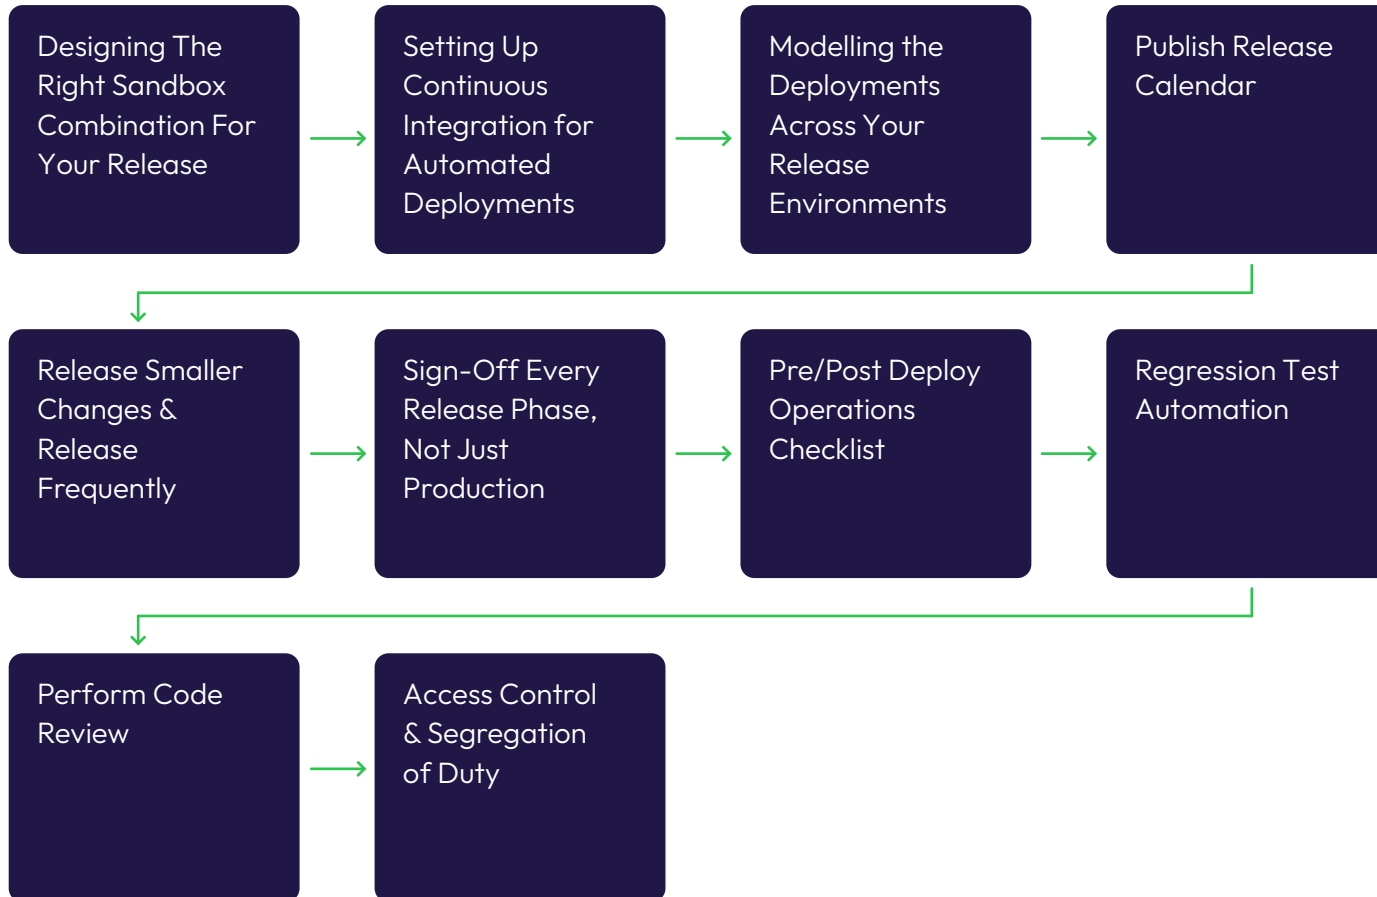 Designing The
Right Sandbox
Combination For
Your Release
Setting Up
Continuous
Integration for
Automated
Deployments
Modelling the
Deployments
Across Your
Release
Environments
Publish Release
Calendar
Release Smaller
Changes &
Release
Frequently
Sign-Off Every
Release Phase,
Not Just
Production
Pre/Post Deploy
Operations
Checklist
Regression Test
Automation
Perform Code
Review
Access Control
& Segregation
of Duty